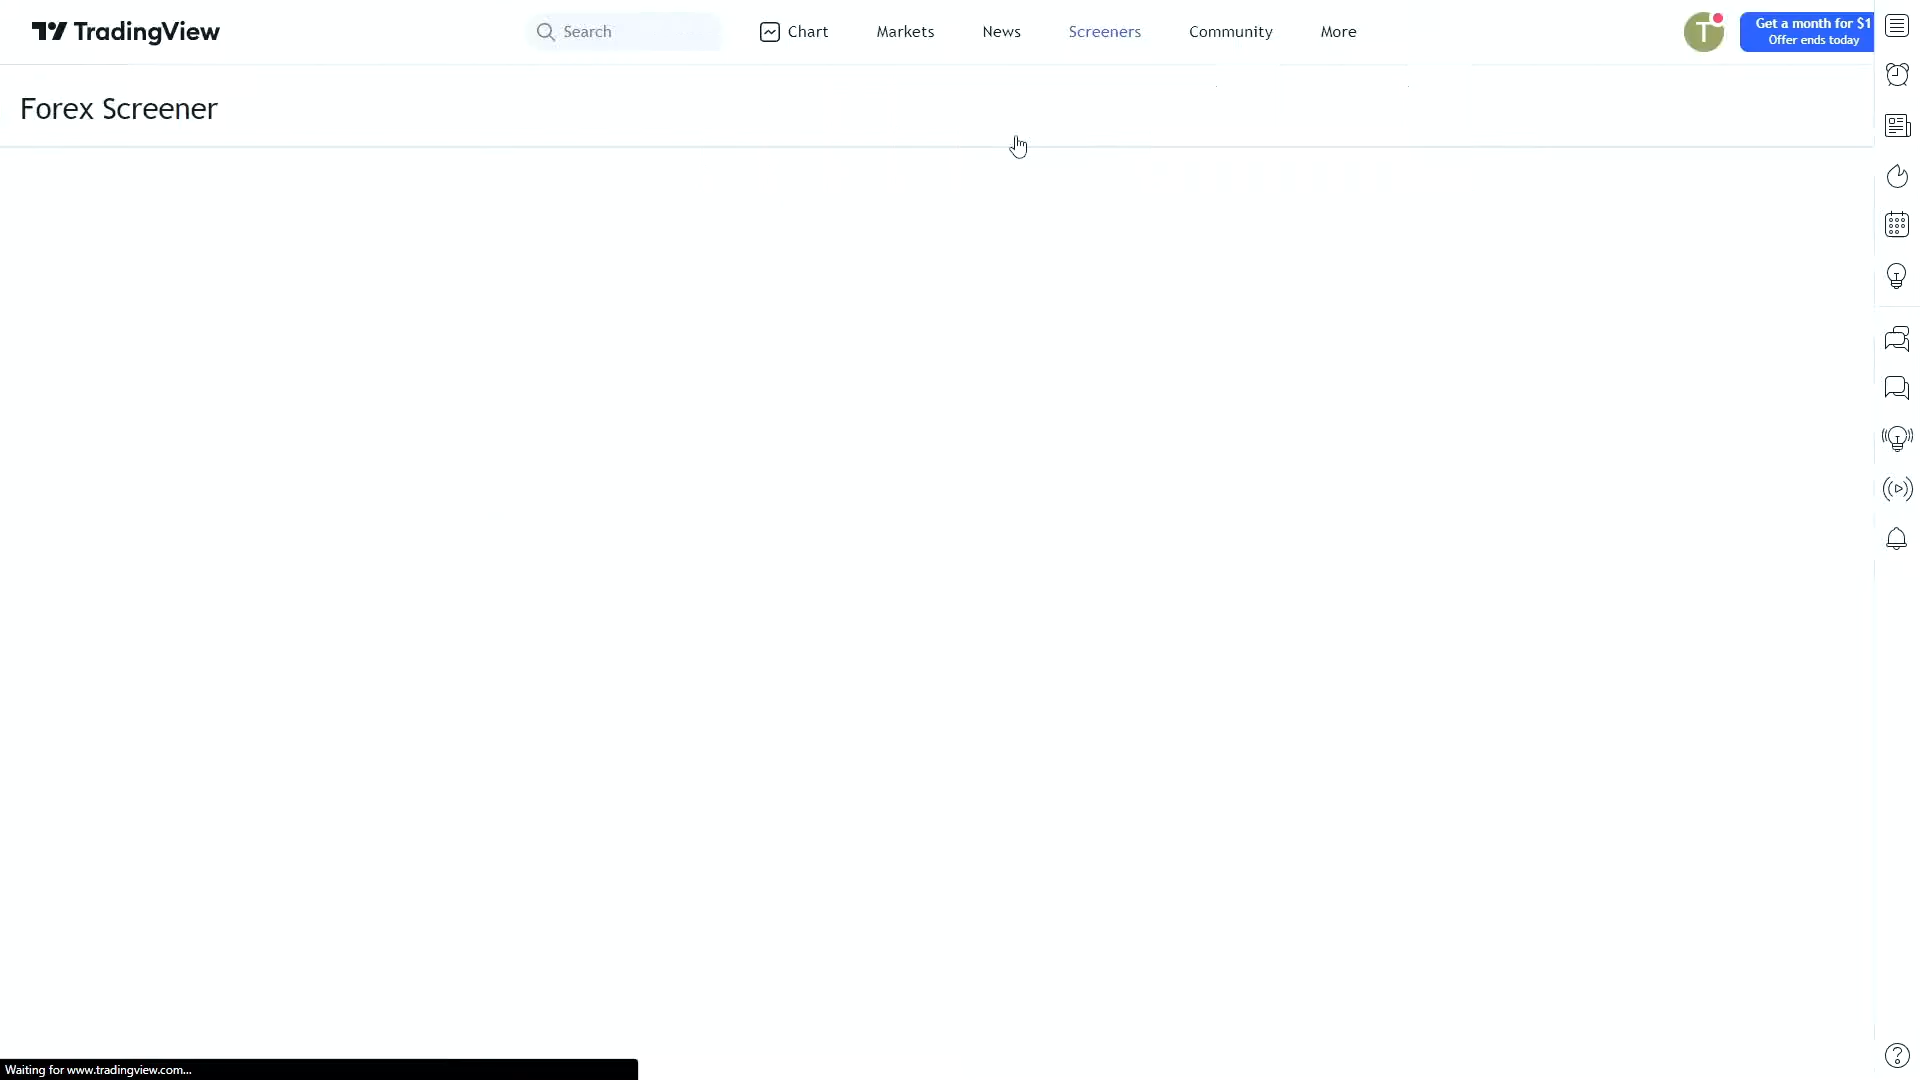 TradingView
Search
Chart
Markets
News
Screeners
Community
More
T
Get a month for $1
Offer ends today
Forex Screener
Waiting for www.tradingview.com...